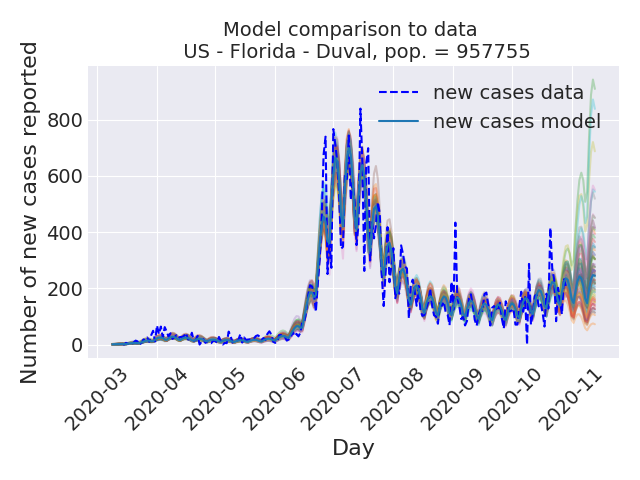 Model comparison to data
US - Florida - Duval, pop. = 957755
Number of new cases reported
800
600
400
200
0
new cases data
new cases model
2020-03
2020-04
2020-05
2020-06
2020-07
2020-08
2020-09
2020-10
2020-11
Day